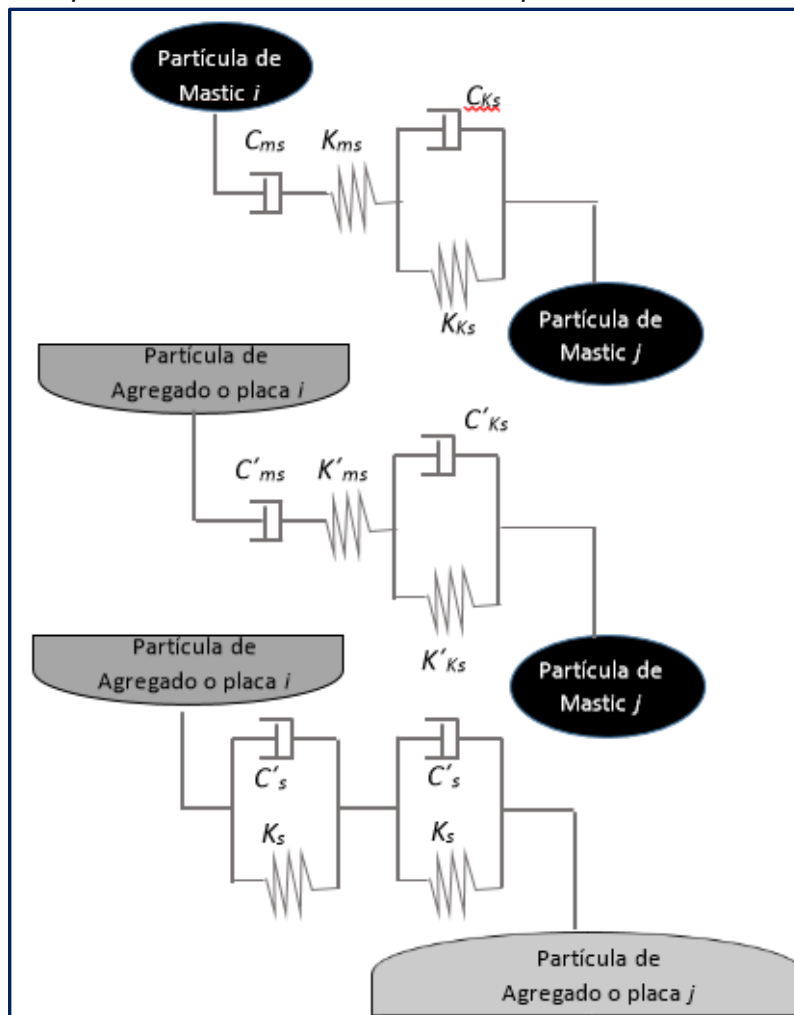 Partícula de
Mastic i
CKs
Cms
Kms
KKs
Partícula de
Mastic j
Partícula de
Agregado o placa i
C'Ks
C'ms
K'ms
K'Ks
Partícula de
Agregado o placa i
Partícula de
Mastic j
C's
C's
Ks
Ks
Partícula de
Agregado o placa j